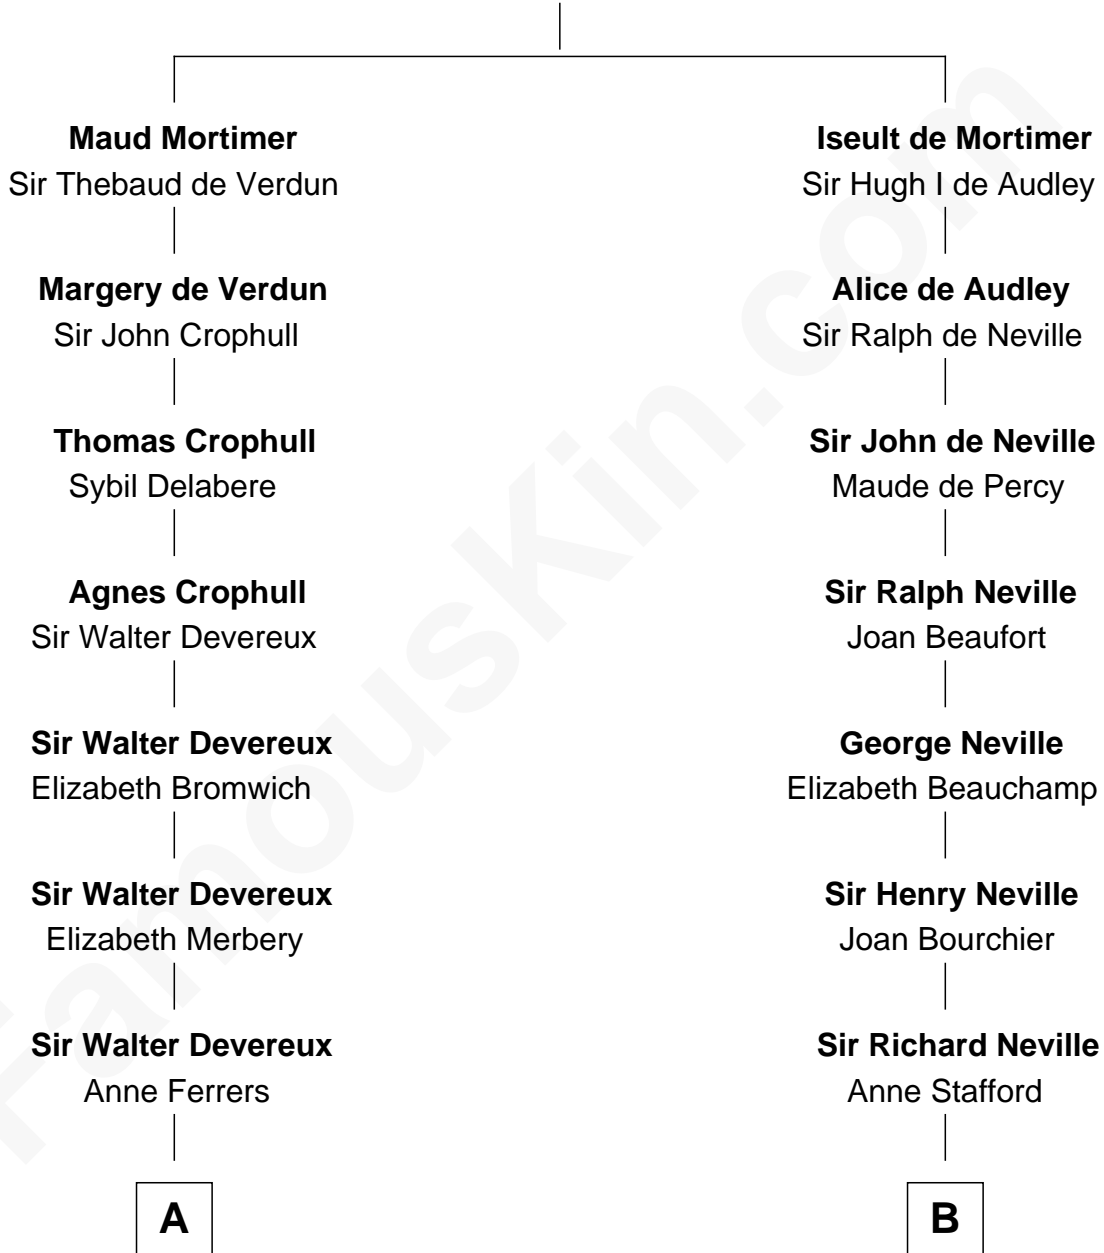 Maud Mortimer
Sir Thebaud de Verdun
Margery de Verdun
Sir John Crophull
Thomas Crophull
Sybil Delabere
Agnes Crophull
Sir Walter Devereux
Sir Walter Devereux
Elizabeth Bromwich
Sir Walter Devereux
Elizabeth Merbery
Sir Walter Devereux
Anne Ferrers
A
Iseult de Mortimer
Sir Hugh I de Audley
Alice de Audley
Sir Ralph de Neville
Sir John de Neville
Maude de Percy
Sir Ralph Neville
Joan Beaufort
George Neville
Elizabeth Beauchamp
Sir Henry Neville
Joan Bourchier
Sir Richard Neville
Anne Stafford
B
FamousKin.com